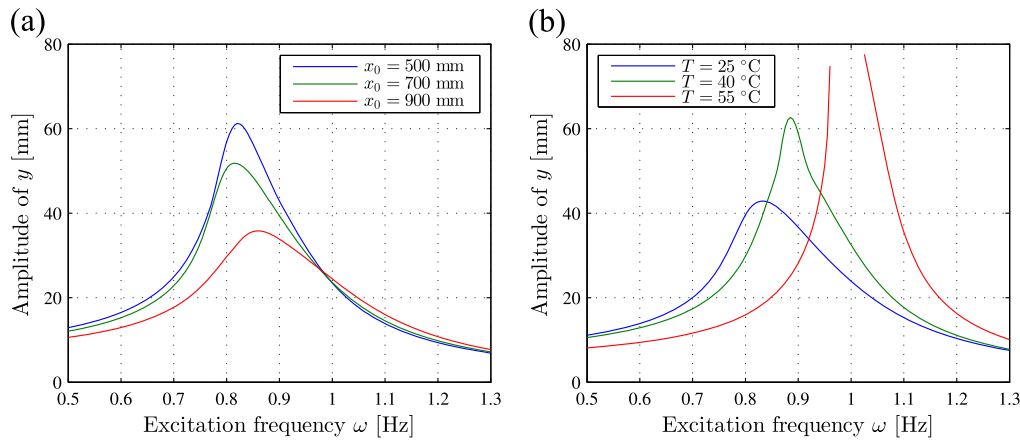 (a)
80
60
40
20
0
Amplitude of y [mm]
x₀ = 500 mm
x₀ = 700 mm
x₀ = 900 mm
0.5 0.6 0.7 0.8 0.9 1 1.1 1.2 1.3
Excitation frequency ω [Hz]
(b)
80
60
40
20
0
Amplitude of y [mm]
T = 25 °C
T = 40 °C
T = 55 °C
0.5 0.6 0.7 0.8 0.9 1 1.1 1.2 1.3
Excitation frequency ω [Hz]